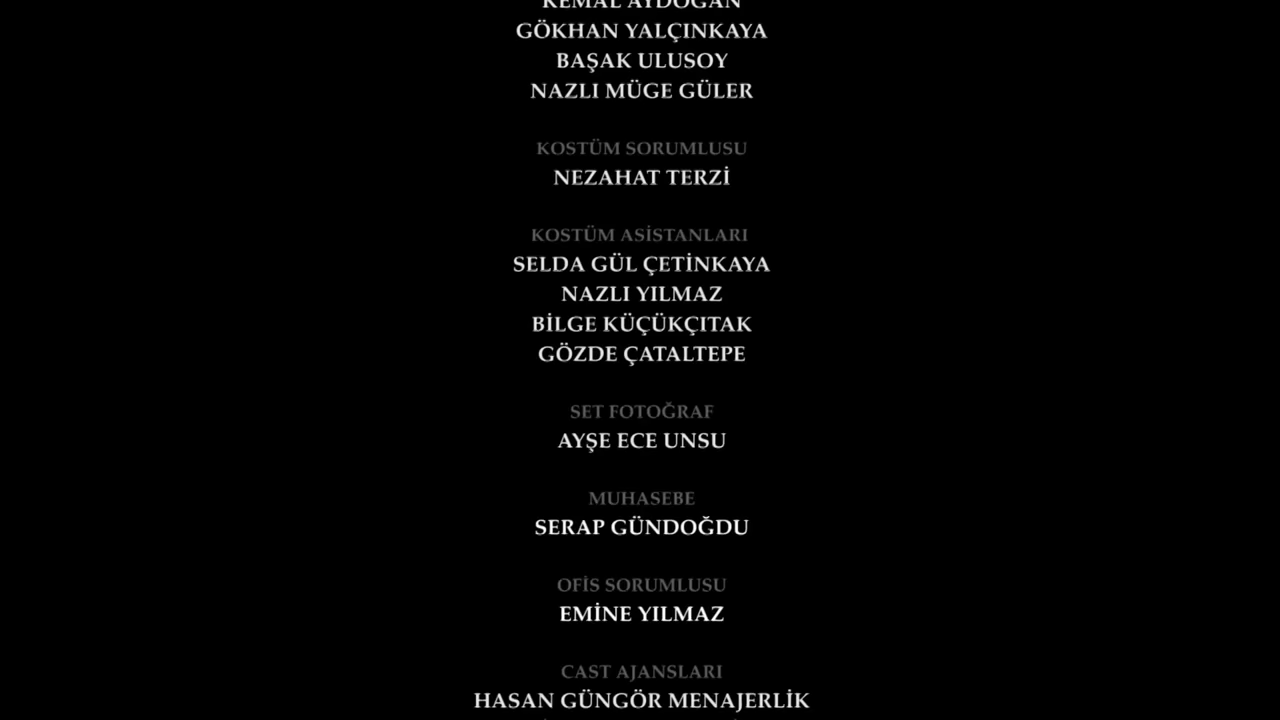 KEMAL AYDOĞAN
GÖKHAN YALÇINKAYA
BAŞAK ULUSOY
NAZLI MÜGE GÜLER
KOSTÜM SORUMLUSU
NEZAHAT TERZİ
KOSTÜM ASİSTANLARI
SELDA GÜL ÇETİNKAYA
NAZLI YILMAZ
BİLGE KÜÇÜKÇITAK
GÖZDE ÇATALTEPE
SET FOTOĞRAF
AYŞE ECE UNSU
MUHASEBE
SERAP GÜNDOĞDU
OFİS SORUMLUSU
EMİNE YILMAZ
CAST AJANSLARI
HASAN GÜNGÖR MENAJERLİK